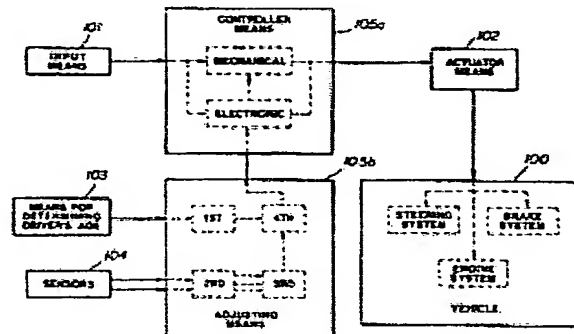 101
INPUT
MEANS
CONTROLLER
MEANS
105a
MECHANICAL
ELECTRONIC
102
ACTUATOR
MEANS
105b
103
MEANS FOR
DETERMINING
DRIVER'S AGE
104
SENSORS
1ST
4TH
2ND
3RD
ADJUSTING
MEANS
100
STEERING
SYSTEM
BRAKE
SYSTEM
ENGINE
SYSTEM
VEHICLE